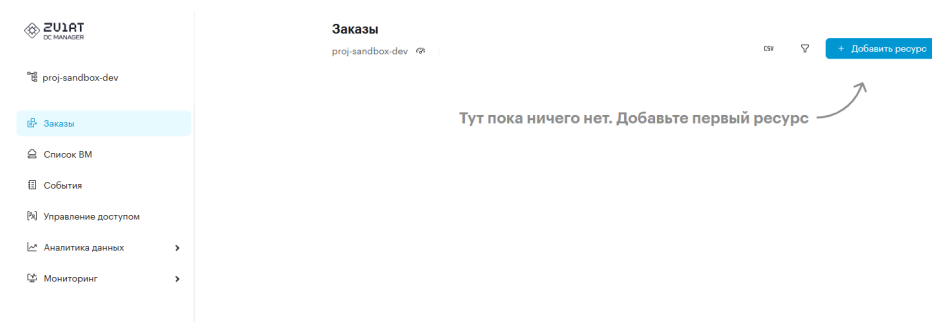 ZVIAT
DC MANAGER
proj-sandbox-dev
Заказы
Список ВМ
События
Управление доступом
Аналитика данных
Мониторинг
Заказы
proj-sandbox-dev
CSV
+ Добавить ресурс
Тут пока ничего нет. Добавьте первый ресурс